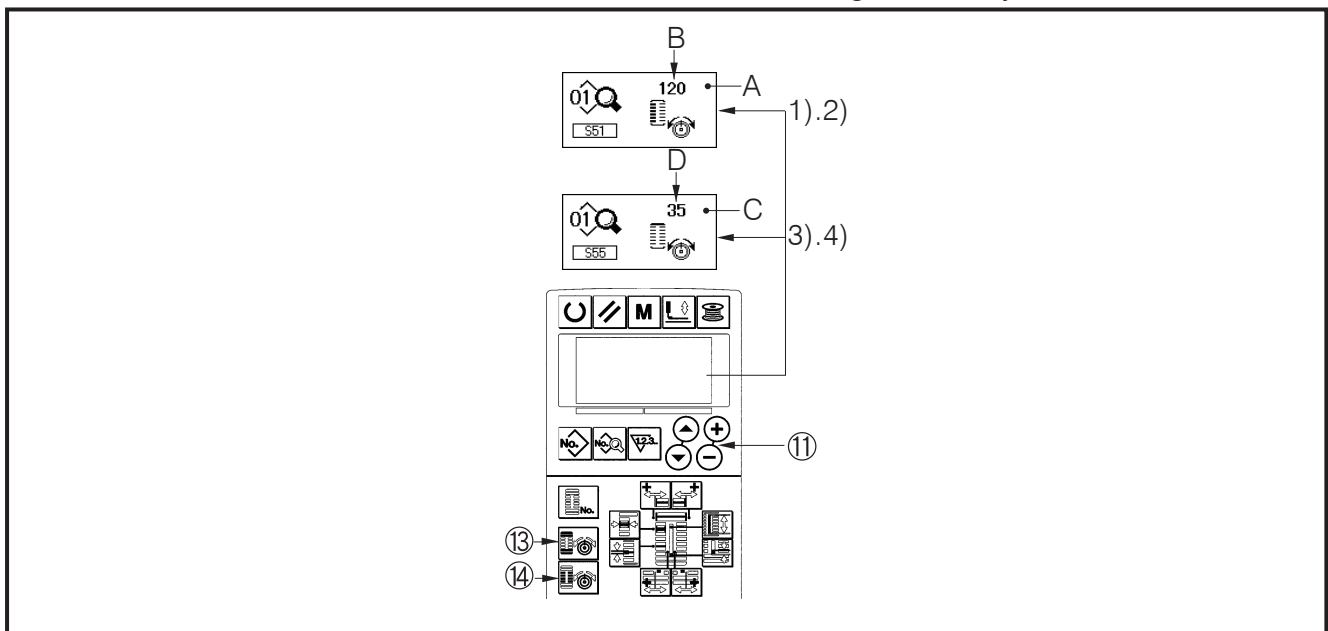 B
120
A
01
1).2)
S51
D
35
C
01
3).4)
S55
M
No.
No.
123
+
−
⑪
No.
+
+
⑬
⑭
+
+